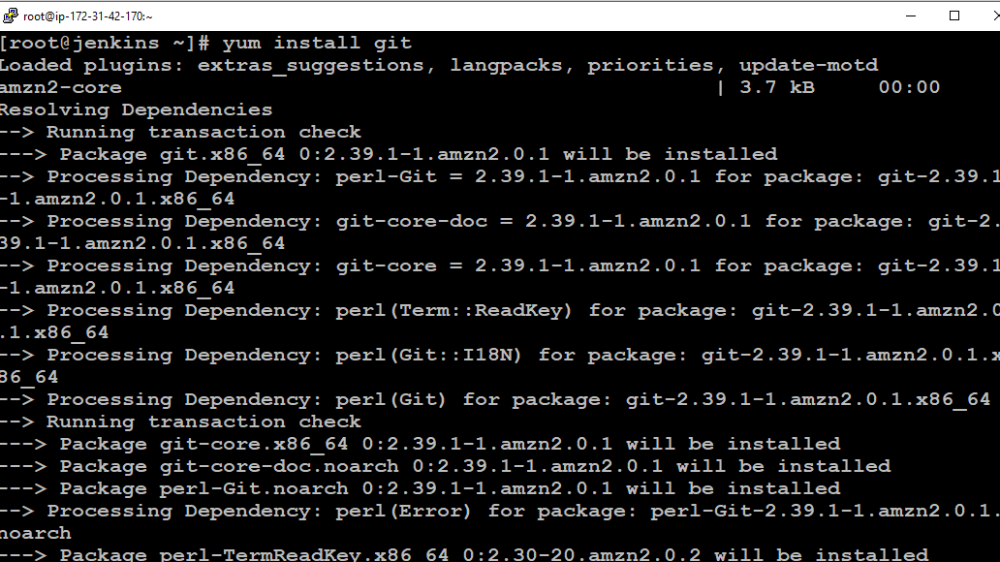 root@ip-172-31-42-170:~
[root@jenkins ~]# yum install git
Loaded plugins: extras_suggestions, langpacks, priorities, update-motd
amzn2-core | 3.7 kB 00:00
Resolving Dependencies
--> Running transaction check
---> Package git.x86_64 0:2.39.1-1.amzn2.0.1 will be installed
--> Processing Dependency: perl-Git = 2.39.1-1.amzn2.0.1 for package: git-2.39.1
-1.amzn2.0.1.x86_64
--> Processing Dependency: git-core-doc = 2.39.1-1.amzn2.0.1 for package: git-2.
39.1-1.amzn2.0.1.x86_64
--> Processing Dependency: git-core = 2.39.1-1.amzn2.0.1 for package: git-2.39.1
-1.amzn2.0.1.x86_64
--> Processing Dependency: perl(Term::ReadKey) for package: git-2.39.1-1.amzn2.0
.1.x86_64
--> Processing Dependency: perl(Git::I18N) for package: git-2.39.1-1.amzn2.0.1.x
86_64
--> Processing Dependency: perl(Git) for package: git-2.39.1-1.amzn2.0.1.x86_64
--> Running transaction check
---> Package git-core.x86_64 0:2.39.1-1.amzn2.0.1 will be installed
---> Package git-core-doc.noarch 0:2.39.1-1.amzn2.0.1 will be installed
---> Package perl-Git.noarch 0:2.39.1-1.amzn2.0.1 will be installed
--> Processing Dependency: perl(Error) for package: perl-Git-2.39.1-1.amzn2.0.1.
noarch
---> Package perl-TermReadKey.x86_64 0:2.30-20.amzn2.0.2 will be installed